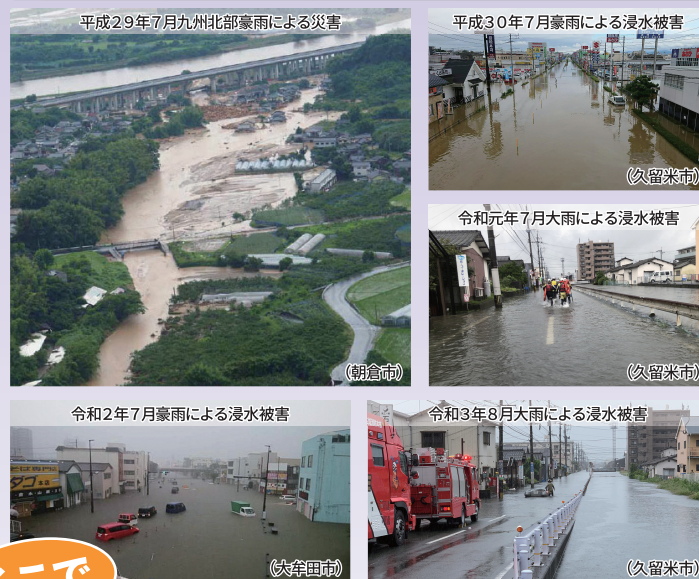 平成29年7月九州北部豪雨による災害
(朝倉市)
平成30年7月豪雨による浸水被害
(久留米市)
令和元年7月大雨による浸水被害
(久留米市)
令和2年7月豪雨による浸水被害
(大牟田市)
令和3年8月大雨による浸水被害
(久留米市)
こで